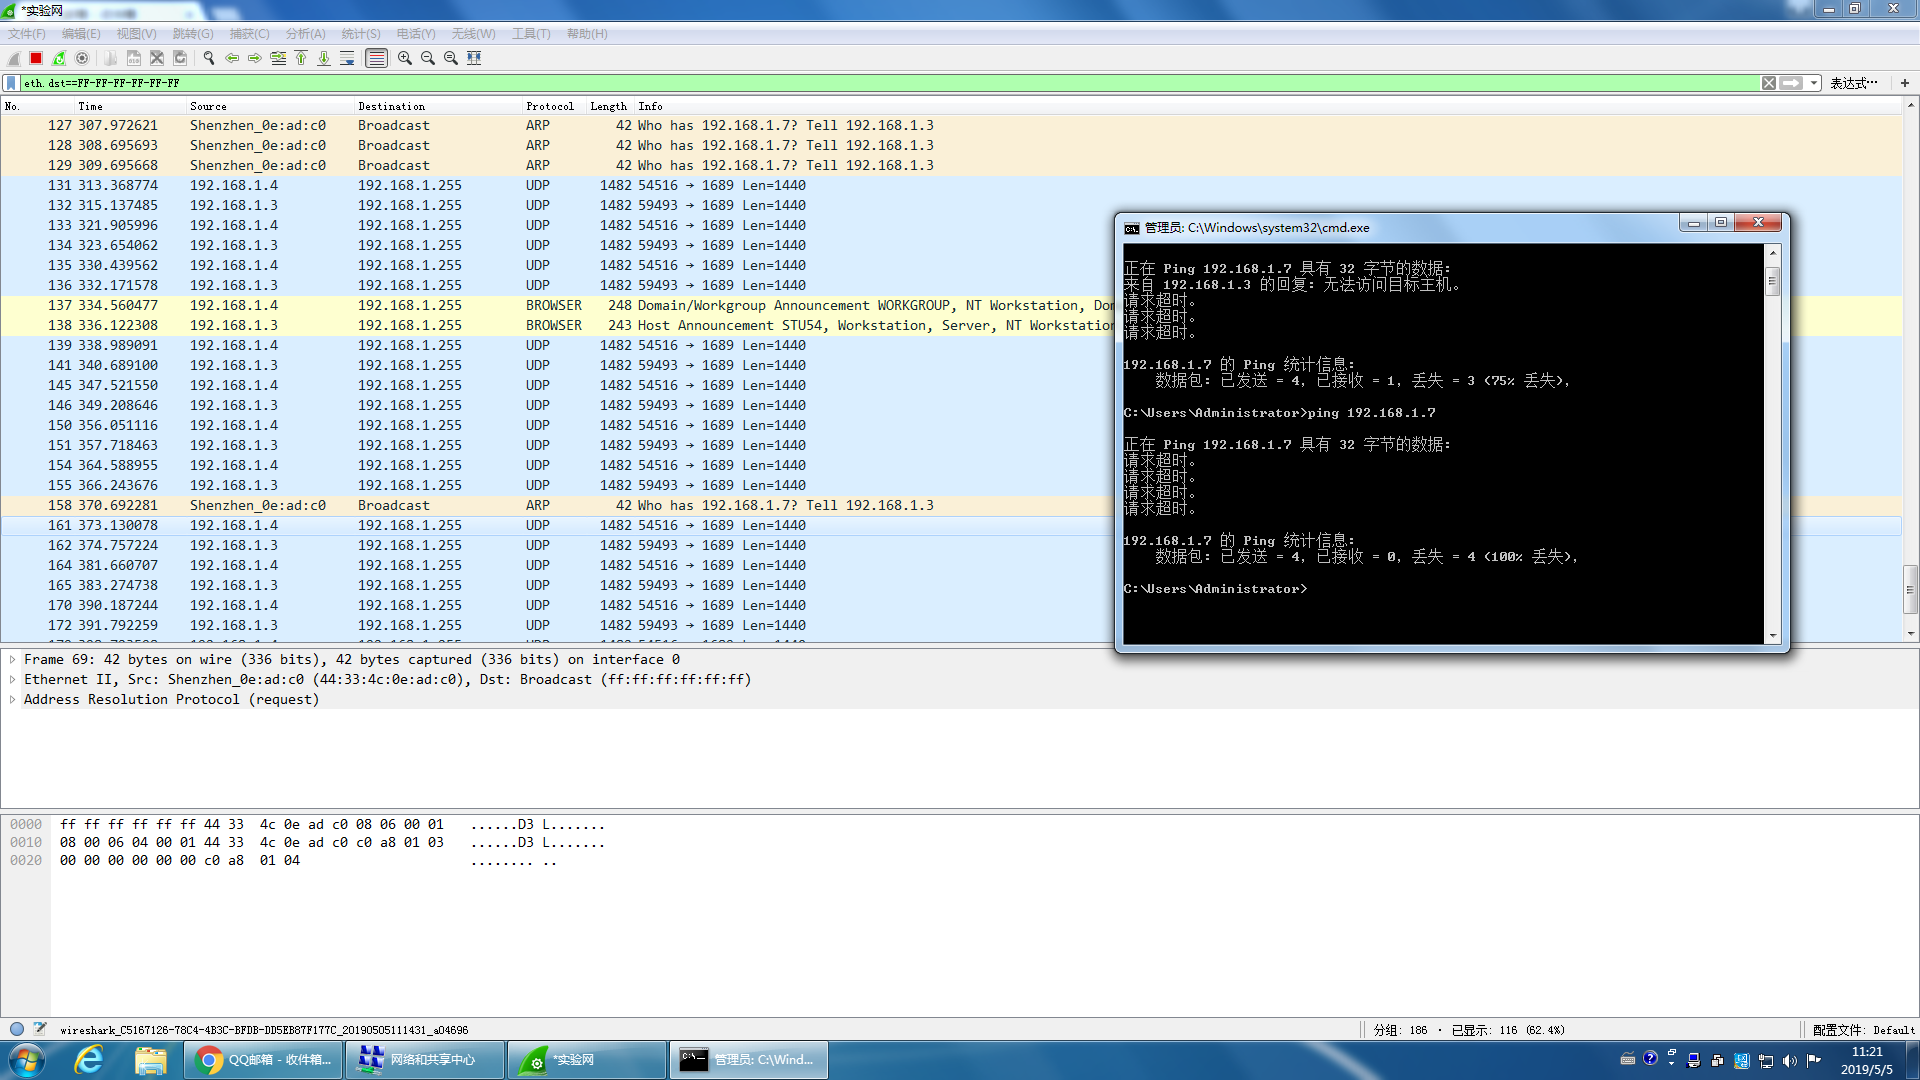 *实验网
文件(F) 编辑(E) 视图(V) 跳转(G) 捕获(C) 分析(A) 统计(S) 电话(Y) 无线(W) 工具(T) 帮助(H)
eth.dst==FF-FF-FF-FF-FF-FF 表达式… +
No. Time Source Destination Protocol Length Info
127 307.972621 Shenzhen_0e:ad:c0 Broadcast ARP 42 Who has 192.168.1.7? Tell 192.168.1.3
128 308.695693 Shenzhen_0e:ad:c0 Broadcast ARP 42 Who has 192.168.1.7? Tell 192.168.1.3
129 309.695668 Shenzhen_0e:ad:c0 Broadcast ARP 42 Who has 192.168.1.7? Tell 192.168.1.3
131 313.368774 192.168.1.4 192.168.1.255 UDP 1482 54516 → 1689 Len=1440
132 315.137485 192.168.1.3 192.168.1.255 UDP 1482 59493 → 1689 Len=1440
133 321.905996 192.168.1.4 192.168.1.255 UDP 1482 54516 → 1689 Len=1440
134 323.654062 192.168.1.3 192.168.1.255 UDP 1482 59493 → 1689 Len=1440
135 330.439562 192.168.1.4 192.168.1.255 UDP 1482 54516 → 1689 Len=1440
136 332.171578 192.168.1.3 192.168.1.255 UDP 1482 59493 → 1689 Len=1440
137 334.560477 192.168.1.4 192.168.1.255 BROWSER 248 Domain/Workgroup Announcement WORKGROUP, NT Workstation, Dom
138 336.122308 192.168.1.3 192.168.1.255 BROWSER 243 Host Announcement STU54, Workstation, Server, NT Workstation
139 338.989091 192.168.1.4 192.168.1.255 UDP 1482 54516 → 1689 Len=1440
141 340.689100 192.168.1.3 192.168.1.255 UDP 1482 59493 → 1689 Len=1440
145 347.521550 192.168.1.4 192.168.1.255 UDP 1482 54516 → 1689 Len=1440
146 349.208646 192.168.1.3 192.168.1.255 UDP 1482 59493 → 1689 Len=1440
150 356.051116 192.168.1.4 192.168.1.255 UDP 1482 54516 → 1689 Len=1440
151 357.718463 192.168.1.3 192.168.1.255 UDP 1482 59493 → 1689 Len=1440
154 364.588955 192.168.1.4 192.168.1.255 UDP 1482 54516 → 1689 Len=1440
155 366.243676 192.168.1.3 192.168.1.255 UDP 1482 59493 → 1689 Len=1440
158 370.692281 Shenzhen_0e:ad:c0 Broadcast ARP 42 Who has 192.168.1.7? Tell 192.168.1.3
161 373.130078 192.168.1.4 192.168.1.255 UDP 1482 54516 → 1689 Len=1440
162 374.757224 192.168.1.3 192.168.1.255 UDP 1482 59493 → 1689 Len=1440
164 381.660707 192.168.1.4 192.168.1.255 UDP 1482 54516 → 1689 Len=1440
165 383.274738 192.168.1.3 192.168.1.255 UDP 1482 59493 → 1689 Len=1440
170 390.187244 192.168.1.4 192.168.1.255 UDP 1482 54516 → 1689 Len=1440
172 391.792259 192.168.1.3 192.168.1.255 UDP 1482 59493 → 1689 Len=1440
管理员: C:\Windows\system32\cmd.exe
正在 Ping 192.168.1.7 具有 32 字节的数据:
来自 192.168.1.3 的回复: 无法访问目标主机。
请求超时。
请求超时。
请求超时。
192.168.1.7 的 Ping 统计信息:
数据包: 已发送 = 4, 已接收 = 1, 丢失 = 3 (75% 丢失),
C:\Users\Administrator>ping 192.168.1.7
正在 Ping 192.168.1.7 具有 32 字节的数据:
请求超时。
请求超时。
请求超时。
请求超时。
192.168.1.7 的 Ping 统计信息:
数据包: 已发送 = 4, 已接收 = 0, 丢失 = 4 (100% 丢失),
C:\Users\Administrator>
Frame 69: 42 bytes on wire (336 bits), 42 bytes captured (336 bits) on interface 0
Ethernet II, Src: Shenzhen_0e:ad:c0 (44:33:4c:0e:ad:c0), Dst: Broadcast (ff:ff:ff:ff:ff:ff)
Address Resolution Protocol (request)
0000 ff ff ff ff ff ff 44 33 4c 0e ad c0 08 06 00 01 ......D3 L.......
0010 08 00 06 04 00 01 44 33 4c 0e ad c0 c0 a8 01 03 ......D3 L.......
0020 00 00 00 00 00 00 c0 a8 01 04 ........ ..
wireshark_C5167126-78C4-4B3C-BFDB-DD5EB87F177C_20190505111431_a04696 分组: 186 · 已显示: 116 (62.4%) 配置文件: Default
QQ邮箱 - 收件箱... 网络和共享中心 *实验网 管理员: C:\Wind... 11:21
2019/5/5